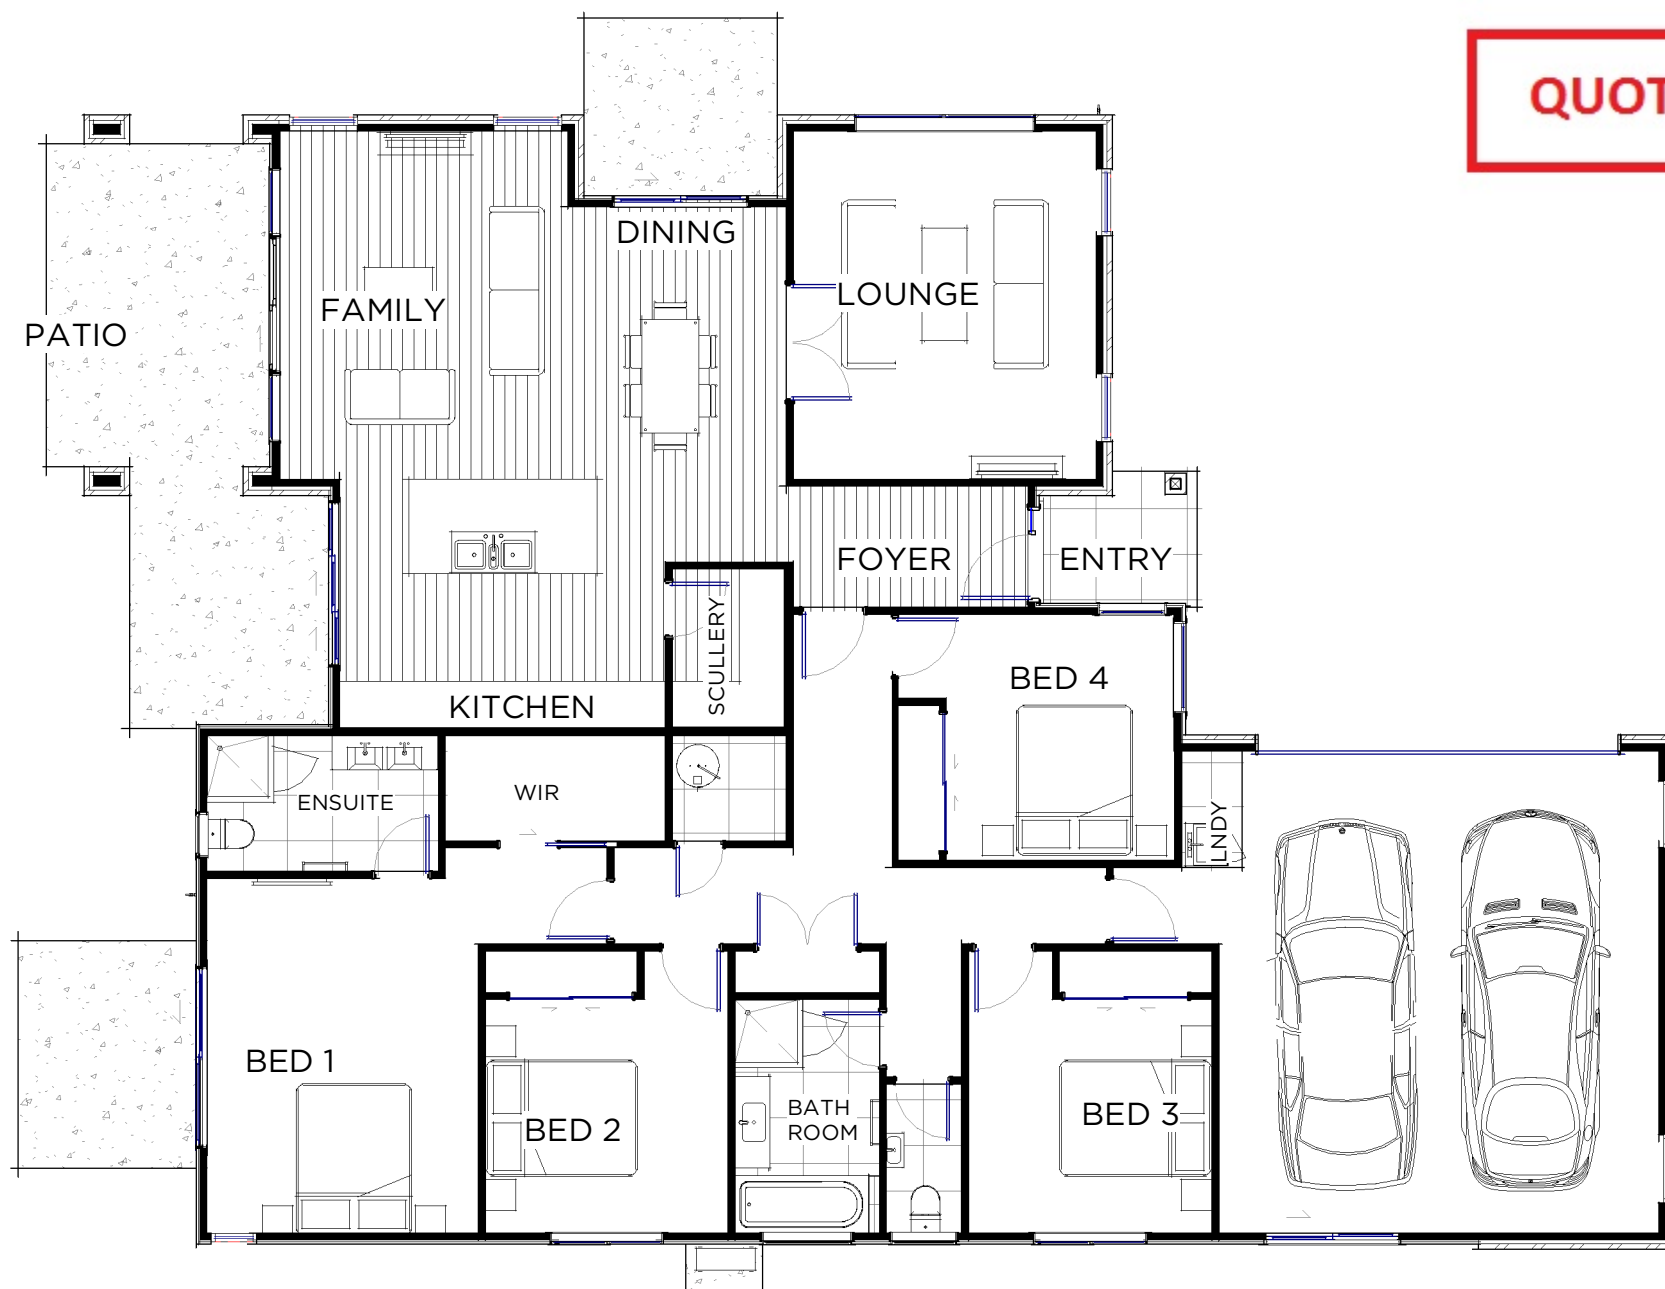 QUOT
DINING
LOUNGE
FAMILY
PATIO
FOYER
ENTRY
SCULLERY
BED 4
KITCHEN
WIR
ENSUITE
LNDY
BED 1
BATH
ROOM
BED 2
BED 3